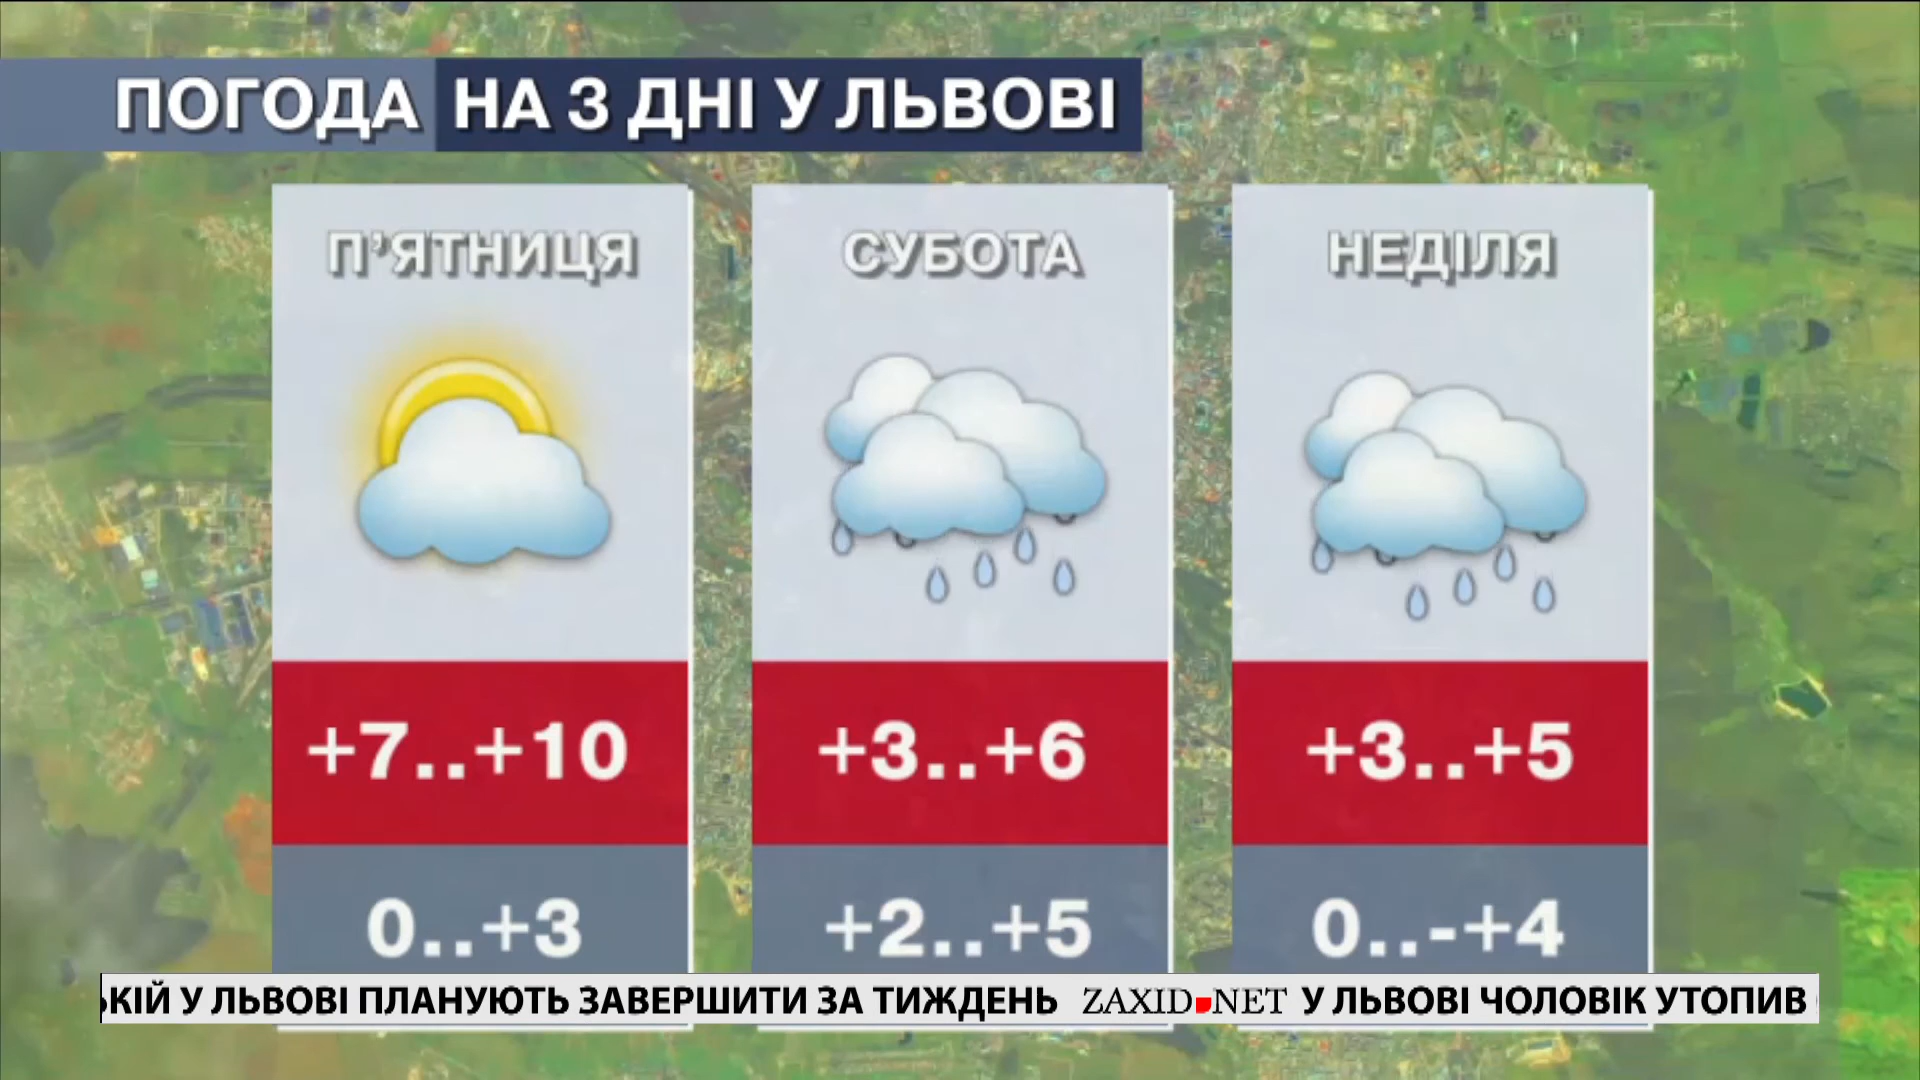 ПОГОДА НА 3 ДНІ У ЛЬВОВІ
П’ЯТНИЦЯ
СУБОТА
НЕДІЛЯ
+7..+10
+3..+6
+3..+5
0..+3
+2..+5
0..-+4
ЬКІЙ У ЛЬВОВІ ПЛАНУЮТЬ ЗАВЕРШИТИ ЗА ТИЖДЕНЬ ZAXID.NET У ЛЬВОВІ ЧОЛОВІК УТОПИВ